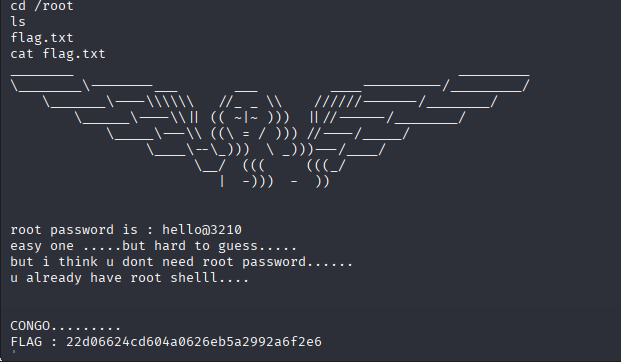 cd /root
ls
flag.txt
cat flag.txt
root password is : hello@3210
easy one .....but hard to guess.....
but i think u dont need root password......
u already have root shelll....
CONGO.........
FLAG : 22d06624cd604a0626eb5a2992a6f2e6